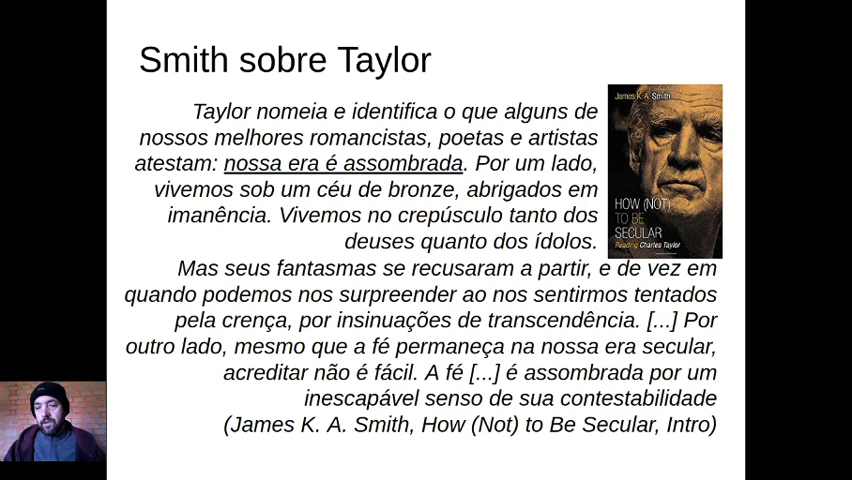 Smith sobre Taylor
Taylor nomeia e identifica o que alguns de
nossos melhores romancistas, poetas e artistas
atestam: nossa era é assombrada. Por um lado,
vivemos sob um céu de bronze, abrigados em
imanência. Vivemos no crepúsculo tanto dos
deuses quanto dos ídolos.
Mas seus fantasmas se recusaram a partir, e de vez em
quando podemos nos surpreender ao nos sentirmos tentados
pela crença, por insinuações de transcendência. [...] Por
outro lado, mesmo que a fé permaneça na nossa era secular,
acreditar não é fácil. A fé [...] é assombrada por um
inescapável senso de sua contestabilidade
(James K. A. Smith, How (Not) to Be Secular, Intro)
James K. A. Smith
HOW (NOT)
TO BE
SECULAR
Reading Charles Taylor